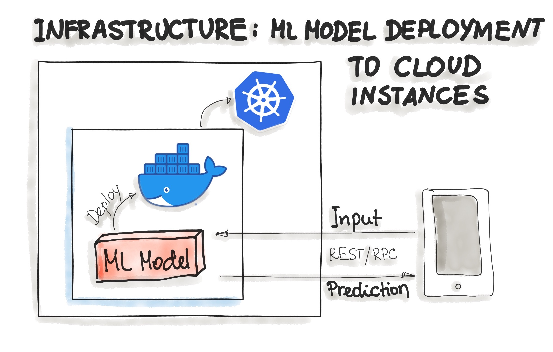 INFRASTRUCTURE: ML MODEL DEPLOYMENT
TO CLOUD
INSTANCES
Deploy
ML Model
Input
REST/RPC
Prediction